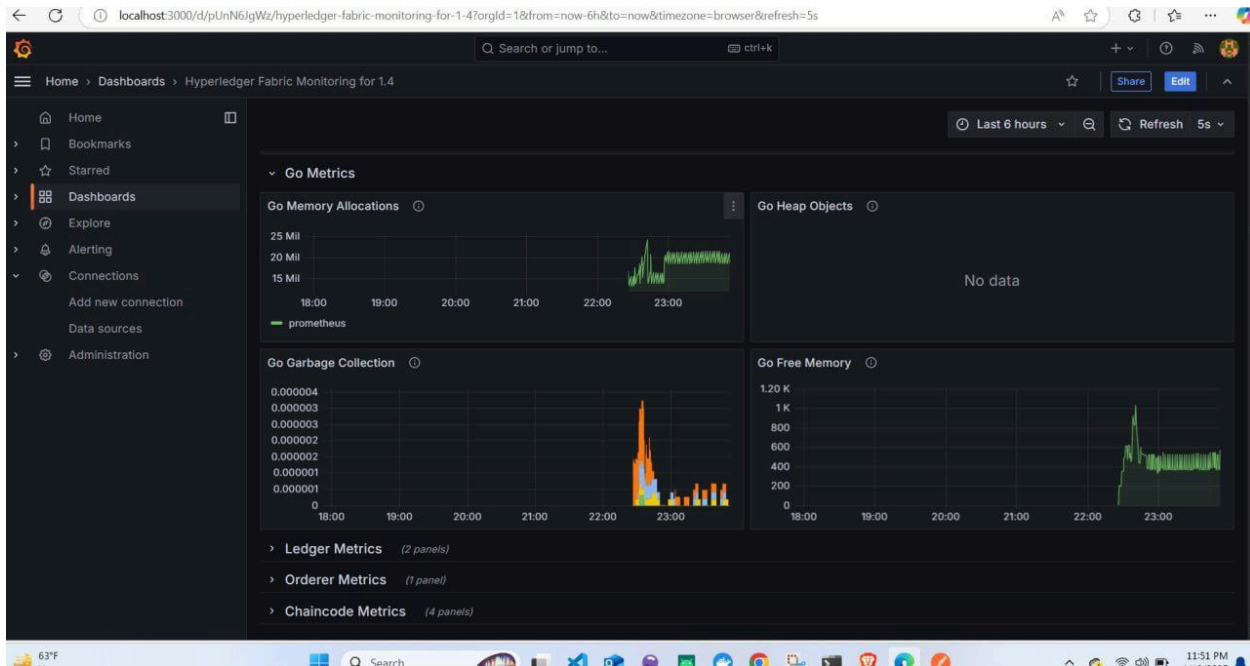 localhost:3000/d/pUnN6JgWz/hyperledger-fabric-monitoring-for-1-4?orgId=1&from=now-6h&to=now&timezone=browser&refresh=5s
Search or jump to... ctrl+k
Home › Dashboards › Hyperledger Fabric Monitoring for 1.4
Share Edit
Home
Bookmarks
Starred
Dashboards
Explore
Alerting
Connections
Add new connection
Data sources
Administration
Last 6 hours Refresh 5s
Go Metrics
Go Memory Allocations
25 Mil
20 Mil
15 Mil
18:00 19:00 20:00 21:00 22:00 23:00
prometheus
Go Heap Objects
No data
Go Garbage Collection
0.000004
0.000003
0.000003
0.000002
0.000002
0.000001
0.000001
0
18:00 19:00 20:00 21:00 22:00 23:00
Go Free Memory
1.20 K
1 K
800
600
400
200
0
18:00 19:00 20:00 21:00 22:00 23:00
Ledger Metrics (2 panels)
Orderer Metrics (1 panel)
Chaincode Metrics (4 panels)
63°F
Search
11:51 PM